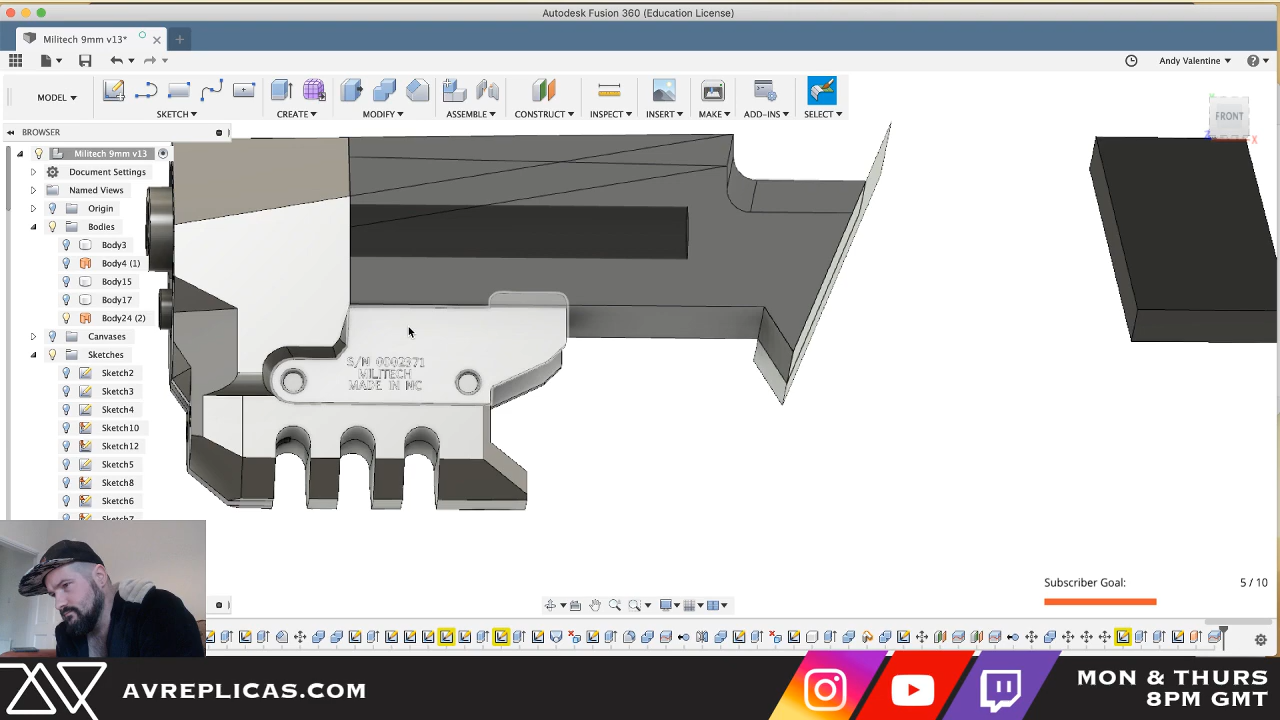 Autodesk Fusion 360 (Education License)
Militech 9mm v13*
Andy Valentine
MODEL
SKETCH
CREATE
MODIFY
ASSEMBLE
CONSTRUCT
INSPECT
INSERT
MAKE
ADD-INS
SELECT
FRONT
BROWSER
Militech 9mm v13
Document Settings
Named Views
Origin
Bodies
Body3
Body4 (1)
Body15
Body17
Body24 (2)
Canvases
Sketches
Sketch2
Sketch3
Sketch4
Sketch10
Sketch12
Sketch5
Sketch8
Sketch6
Sketch7
S/N 0002371
MILITECH
MADE IN NC
Subscriber Goal: 5 / 10
AVREPLICAS.COM
MON & THURS
8PM GMT